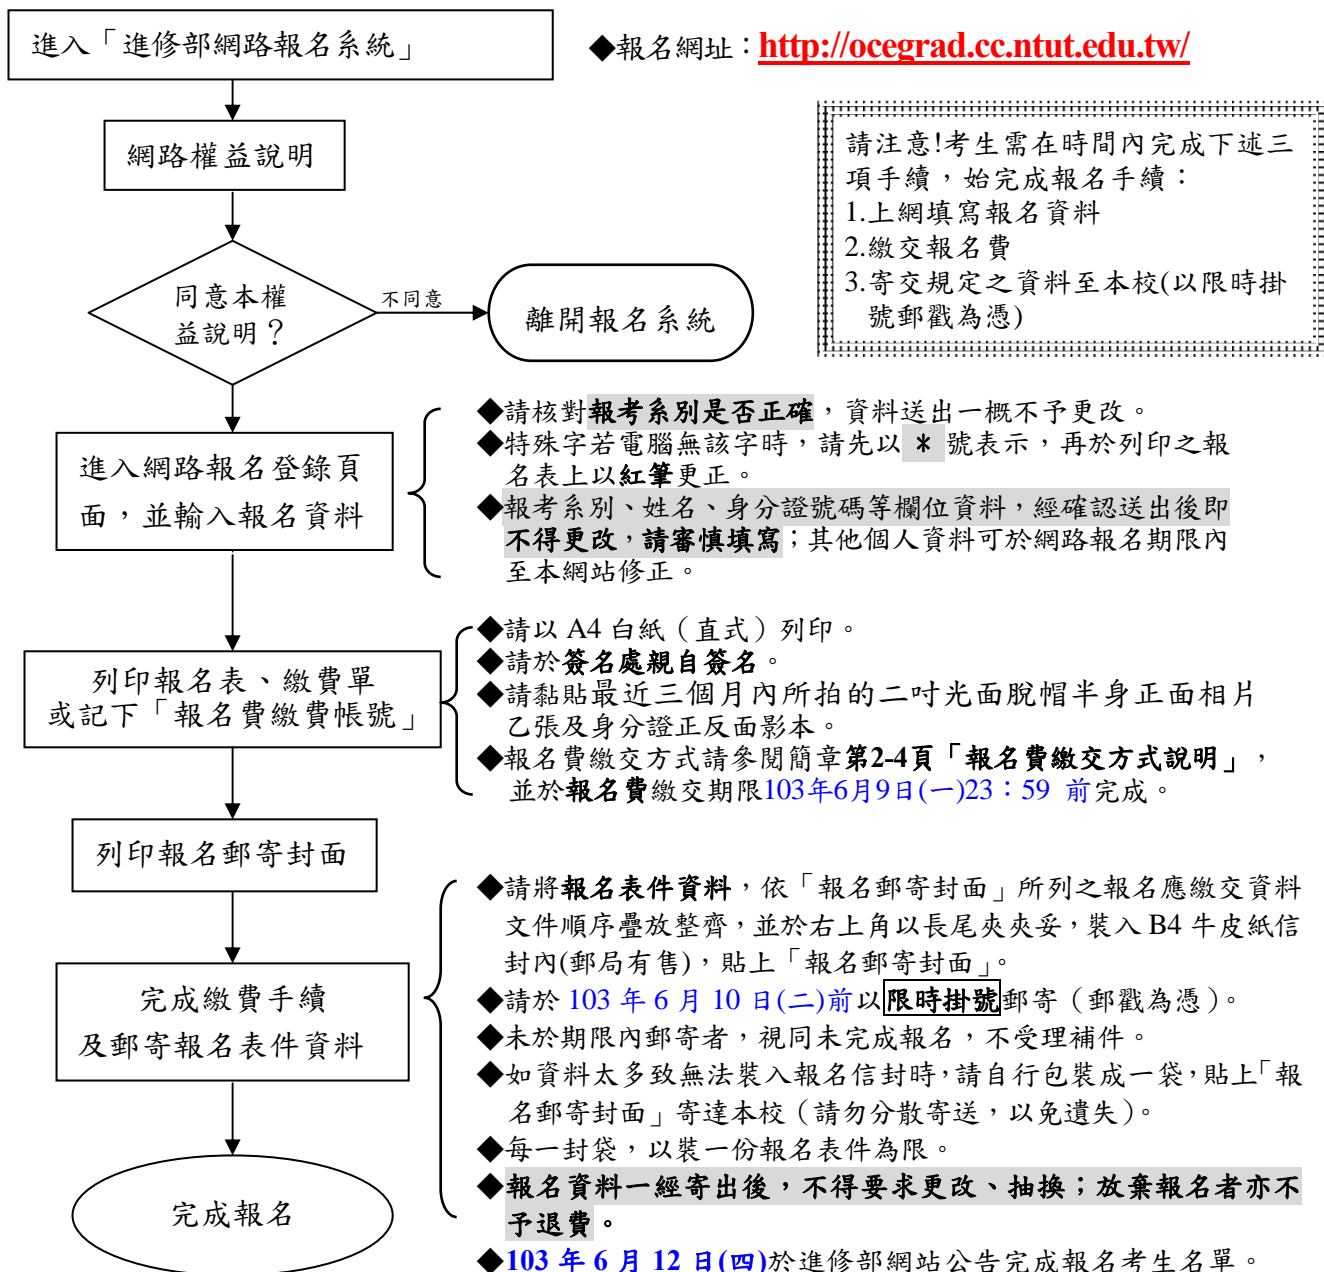 進入「進修部網路報名系統」
◆報名網址：http://ocegrad.cc.ntut.edu.tw/
網路權益說明
請注意!考生需在時間內完成下述三
項手續，始完成報名手續：
1.上網填寫報名資料
2.繳交報名費
3.寄交規定之資料至本校(以限時掛
號郵戳為憑)
同意本權
益說明？
不同意
離開報名系統
進入網路報名登錄頁
面，並輸入報名資料
◆請核對報考系別是否正確，資料送出一概不予更改。
◆特殊字若電腦無該字時，請先以 * 號表示，再於列印之報
名表上以紅筆更正。
◆報考系別、姓名、身分證號碼等欄位資料，經確認送出後即
不得更改，請審慎填寫；其他個人資料可於網路報名期限內
至本網站修正。
列印報名表、繳費單
或記下「報名費繳費帳號」
◆請以 A4 白紙（直式）列印。
◆請於簽名處親自簽名。
◆請黏貼最近三個月內所拍的二吋光面脫帽半身正面相片
乙張及身分證正反面影本。
◆報名費繳交方式請參閱簡章第2-4頁「報名費繳交方式說明」，
並於報名費繳交期限103年6月9日(一)23：59 前完成。
列印報名郵寄封面
完成繳費手續
及郵寄報名表件資料
◆請將報名表件資料，依「報名郵寄封面」所列之報名應繳交資料
文件順序疊放整齊，並於右上角以長尾夾夾妥，裝入 B4 牛皮紙信
封內(郵局有售)，貼上「報名郵寄封面」。
◆請於 103 年 6 月 10 日(二)前以限時掛號郵寄（郵戳為憑）。
◆未於期限內郵寄者，視同未完成報名，不受理補件。
◆如資料太多致無法裝入報名信封時，請自行包裝成一袋，貼上「報
名郵寄封面」寄達本校（請勿分散寄送，以免遺失）。
◆每一封袋，以裝一份報名表件為限。
◆報名資料一經寄出後，不得要求更改、抽換；放棄報名者亦不
予退費。
◆103 年 6 月 12 日(四)於進修部網站公告完成報名考生名單。
完成報名